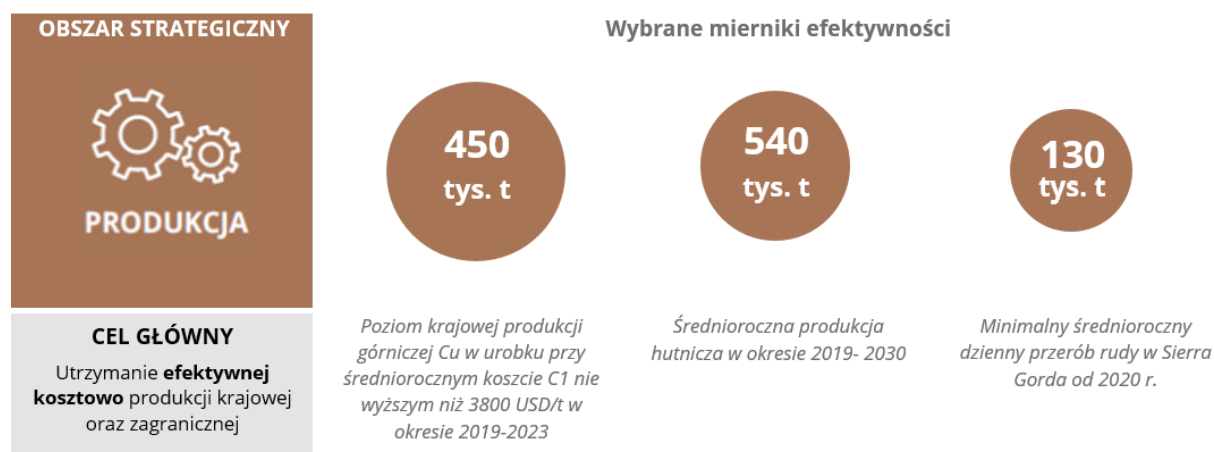 OBSZAR STRATEGICZNY
PRODUKCJA
CEL GŁÓWNY
Utrzymanie efektywnej
kosztowo produkcji krajowej
oraz zagranicznej
Wybrane mierniki efektywności
450
tys. t
Poziom krajowej produkcji
górniczej Cu w urobku przy
średniorocznym koszcie C1 nie
wyższym niż 3800 USD/t w
okresie 2019-2023
540
tys. t
Średnioroczna produkcja
hutnicza w okresie 2019- 2030
130
tys. t
Minimalny średnioroczny
dzienny przerób rudy w Sierra
Gorda od 2020 r.